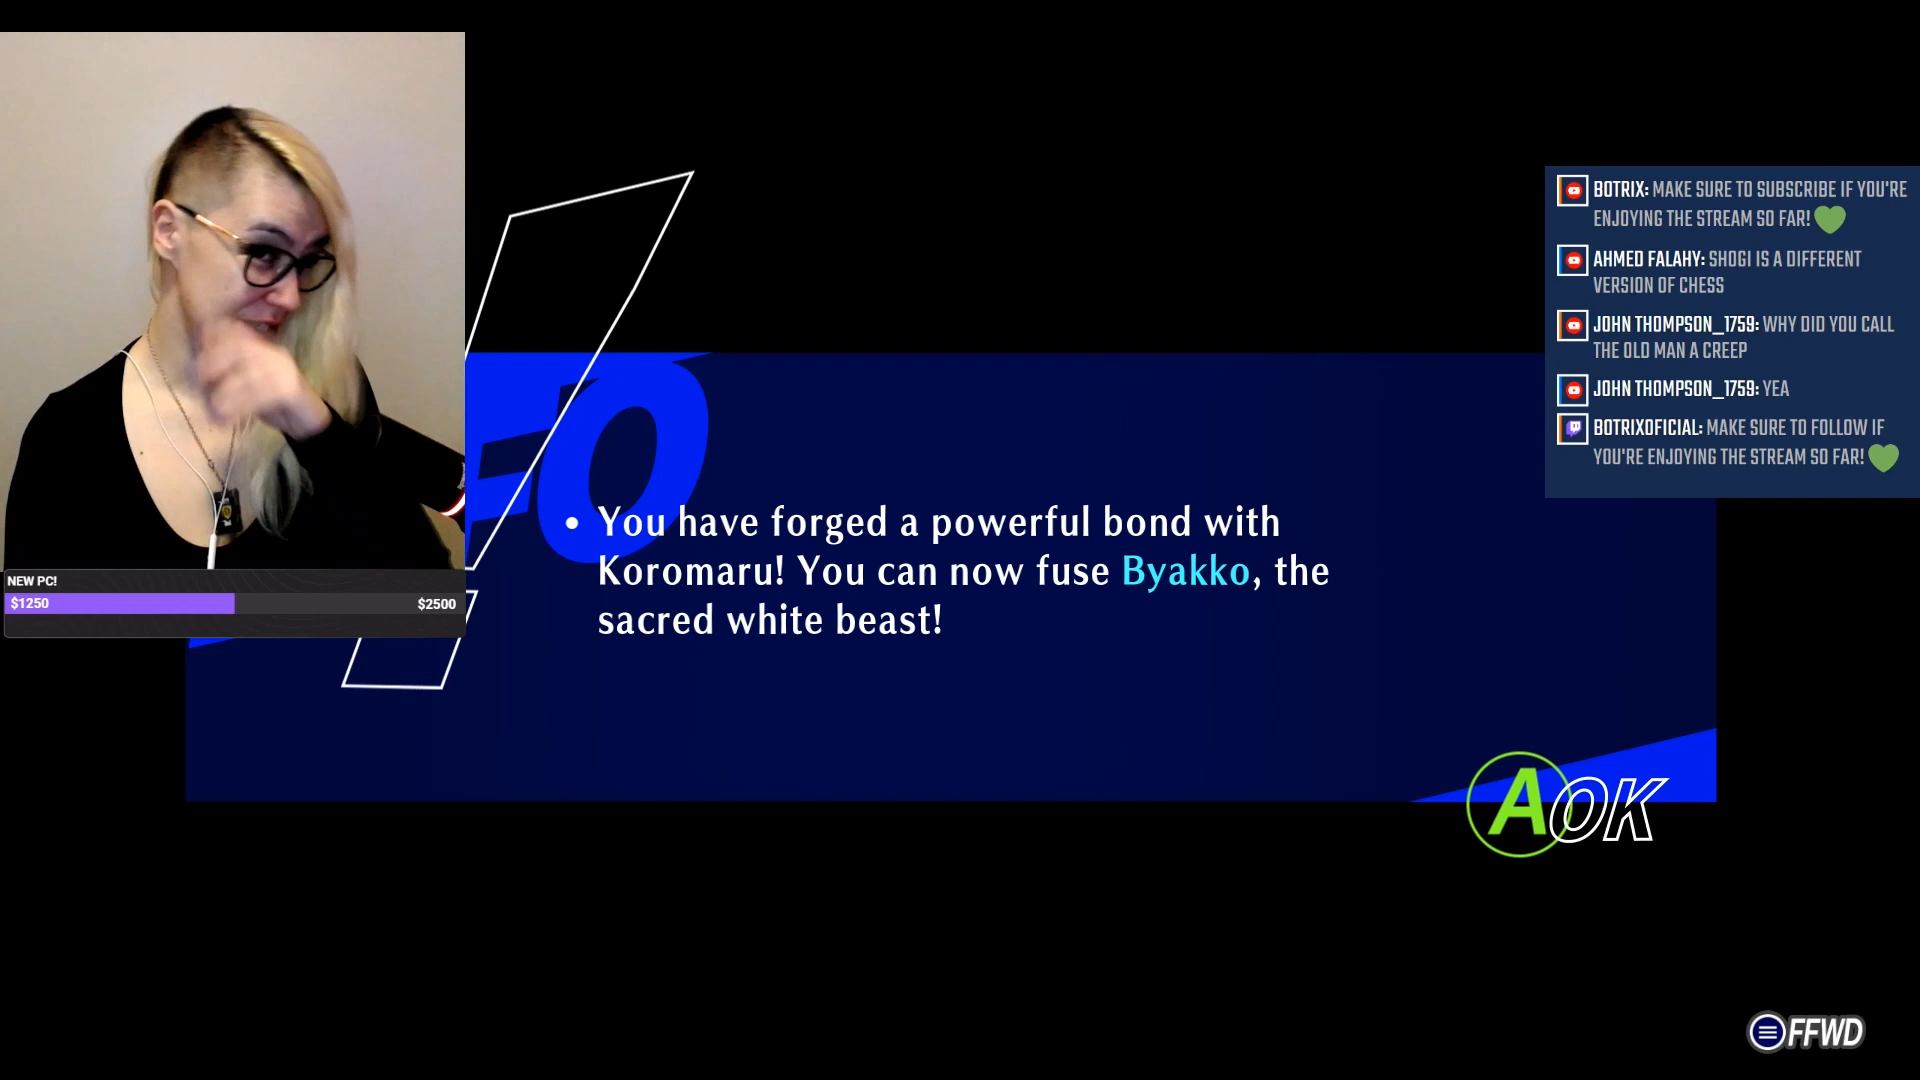 BOTRIX: MAKE SURE TO SUBSCRIBE IF YOU'RE
ENJOYING THE STREAM SO FAR!
AHMED FALAHY: SHOGI IS A DIFFERENT
VERSION OF CHESS
JOHN THOMPSON_1759: WHY DID YOU CALL
THE OLD MAN A CREEP
JOHN THOMPSON_1759: YEA
BOTRIXOFICIAL: MAKE SURE TO FOLLOW IF
YOU'RE ENJOYING THE STREAM SO FAR!
FO
• You have forged a powerful bond with
Koromaru! You can now fuse Byakko, the
sacred white beast!
NEW PC!
$1250 $2500
A OK
FFWD